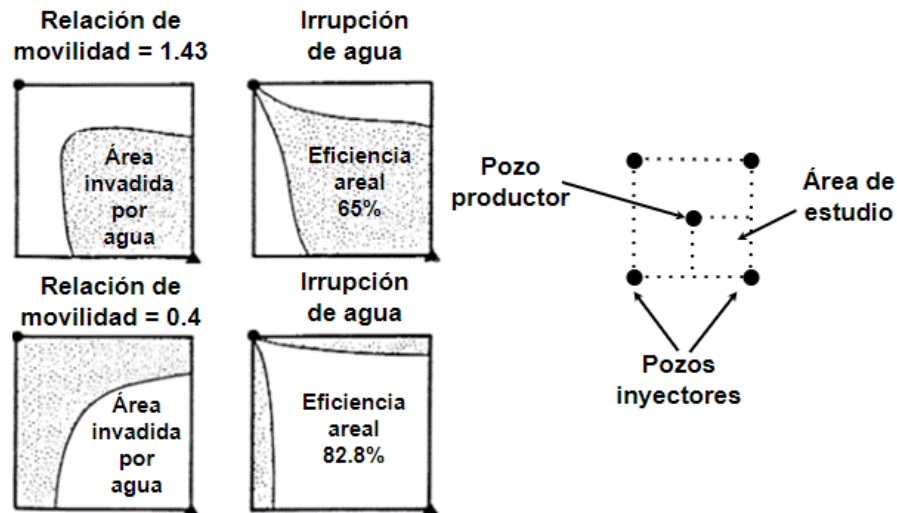 Relación de
movilidad = 1.43
Irrupción
de agua
Área
invadida
por
agua
Eficiencia
areal
65%
Relación de
movilidad = 0.4
Irrupción
de agua
Área
invadida
por
agua
Eficiencia
areal
82.8%
Pozo
productor
Área de
estudio
Pozos
inyectores